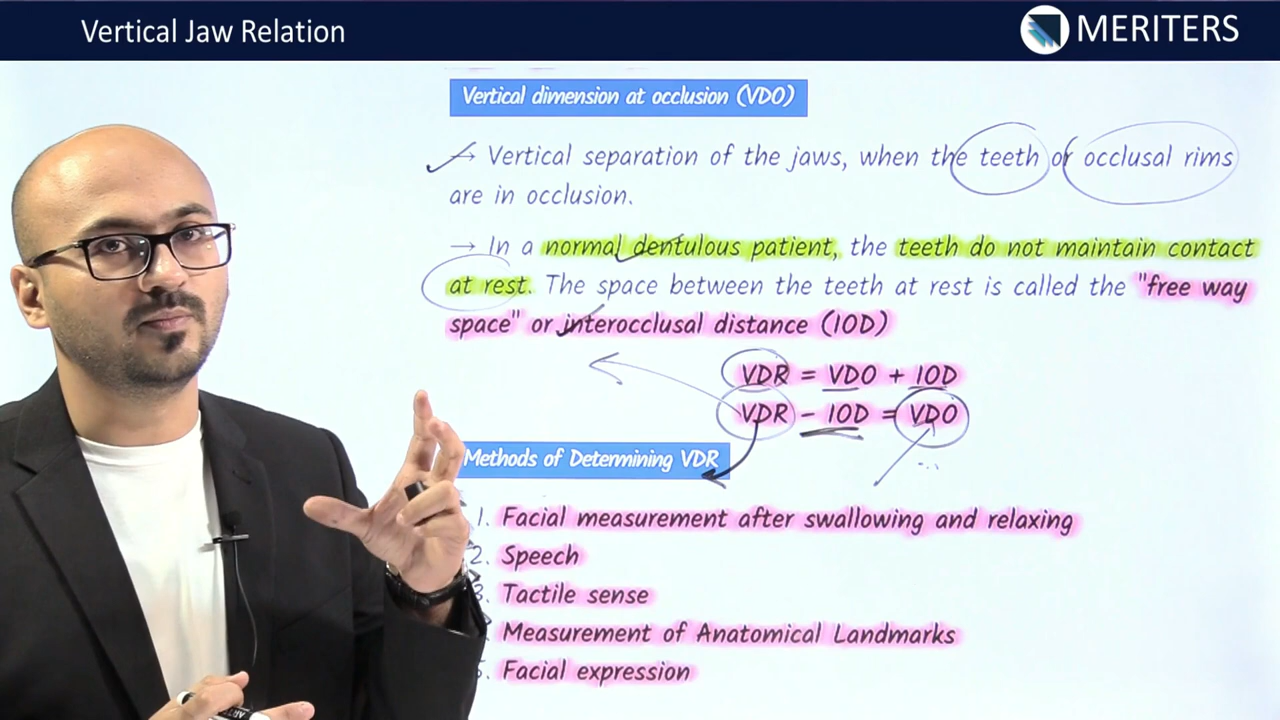 Vertical Jaw Relation
MERITERS
Vertical dimension at occlusion (VDO)
→ Vertical separation of the jaws, when the teeth or occlusal rims
are in occlusion.
→ In a normal dentulous patient, the teeth do not maintain contact
at rest. The space between the teeth at rest is called the "free way
space" or interocclusal distance (IOD)
VDR = VDO + IOD
VDR - IOD = VDO
Methods of Determining VDR
1. Facial measurement after swallowing and relaxing
2. Speech
3. Tactile sense
Measurement of Anatomical Landmarks
5. Facial expression